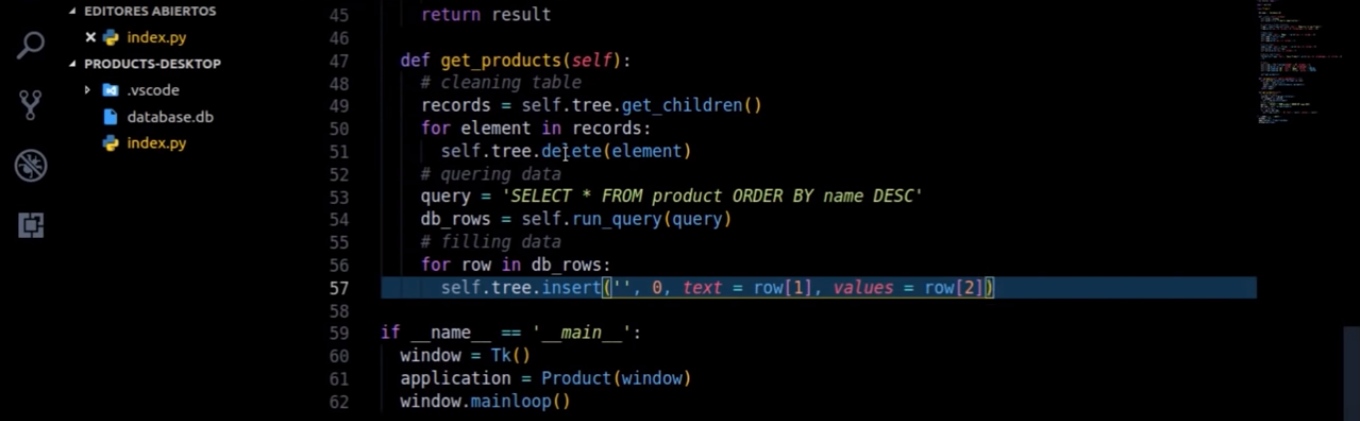 EDITORES ABIERTOS
index.py
PRODUCTS-DESKTOP
.vscode
database.db
index.py
45 return result
46
47 def get_products(self):
48 # cleaning table
49 records = self.tree.get_children()
50 for element in records:
51 self.tree.delete(element)
52 # quering data
53 query = 'SELECT * FROM product ORDER BY name DESC'
54 db_rows = self.run_query(query)
55 # filling data
56 for row in db_rows:
57 self.tree.insert('', 0, text = row[1], values = row[2])
58
59 if __name__ == '__main__':
60 window = Tk()
61 application = Product(window)
62 window.mainloop()